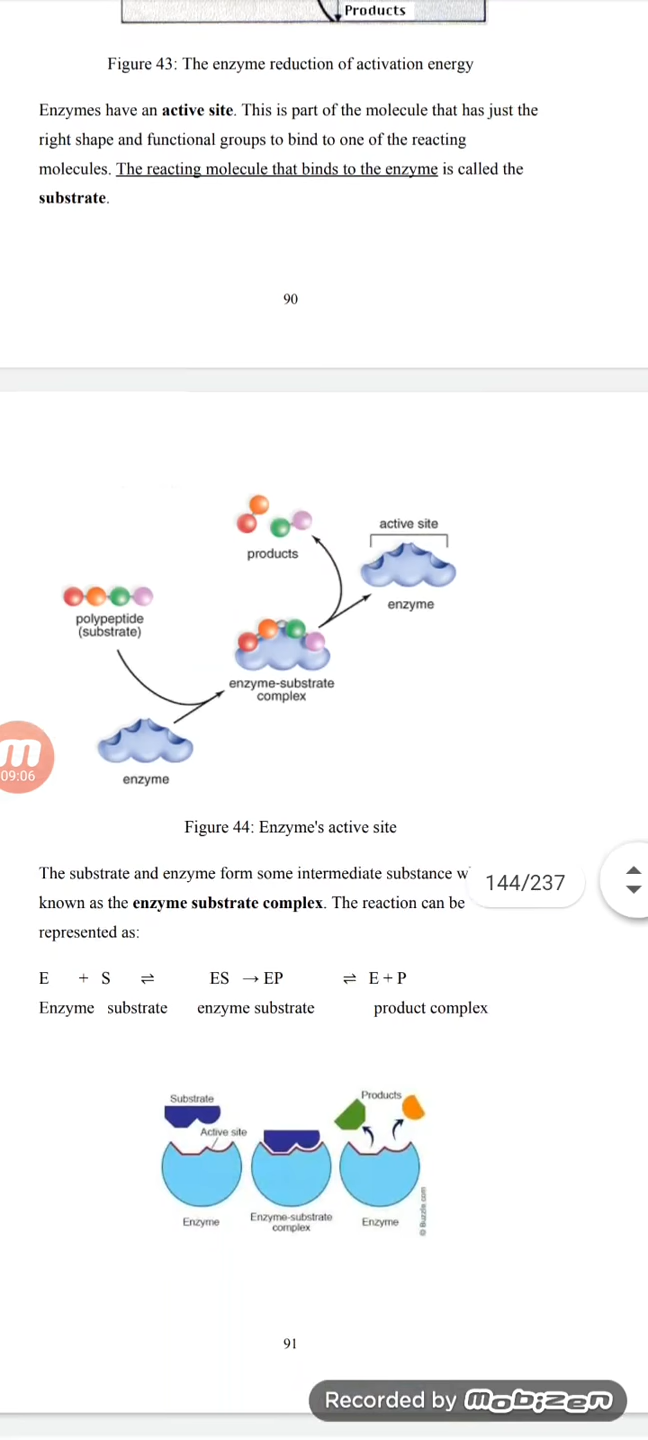 Products
Figure 43: The enzyme reduction of activation energy
Enzymes have an active site. This is part of the molecule that has just the
right shape and functional groups to bind to one of the reacting
molecules. The reacting molecule that binds to the enzyme is called the
substrate.
90
products
active site
enzyme
polypeptide
(substrate)
enzyme-substrate
complex
enzyme
09:06
Figure 44: Enzyme's active site
The substrate and enzyme form some intermediate substance w
144/237
known as the enzyme substrate complex. The reaction can be
represented as:
E + S ⇌ ES → EP ⇌ E + P
Enzyme substrate enzyme substrate product complex
Substrate
Active site
Products
Enzyme
Enzyme-substrate
complex
Enzyme
© Buzzle.com
91
Recorded by mobizen